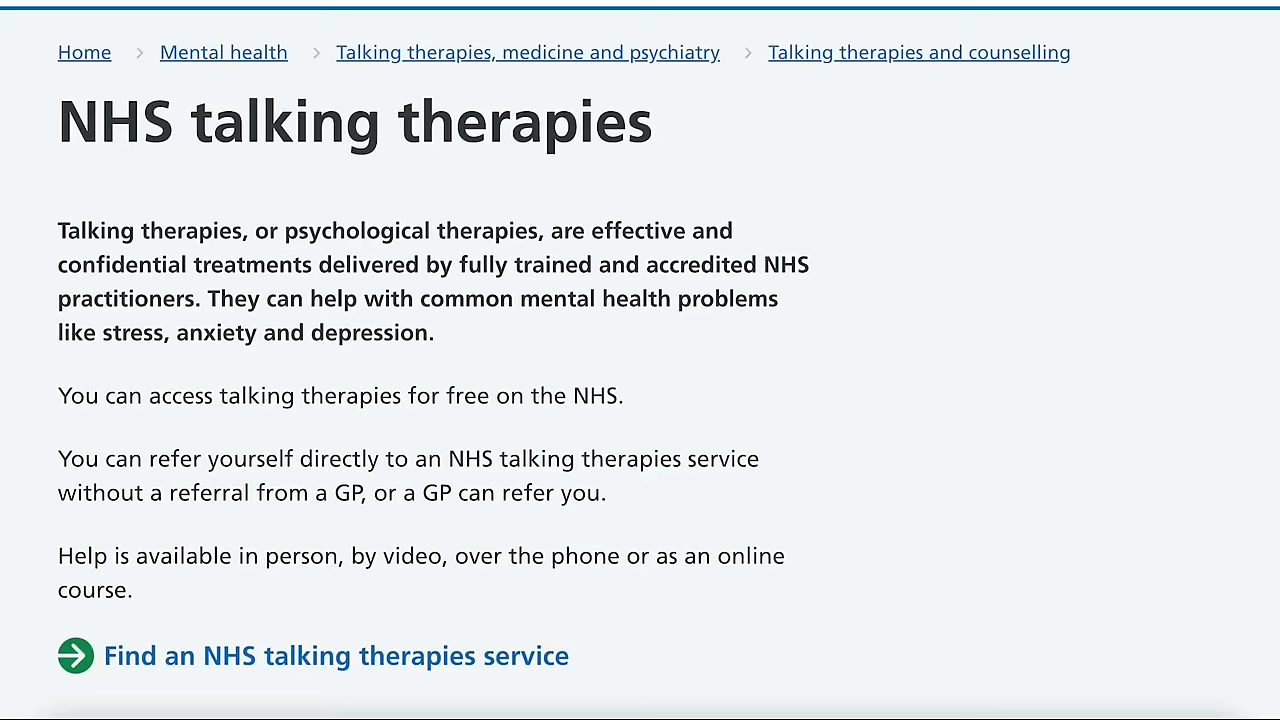 Home > Mental health > Talking therapies, medicine and psychiatry > Talking therapies and counselling
NHS talking therapies
Talking therapies, or psychological therapies, are effective and
confidential treatments delivered by fully trained and accredited NHS
practitioners. They can help with common mental health problems
like stress, anxiety and depression.
You can access talking therapies for free on the NHS.
You can refer yourself directly to an NHS talking therapies service
without a referral from a GP, or a GP can refer you.
Help is available in person, by video, over the phone or as an online
course.
Find an NHS talking therapies service